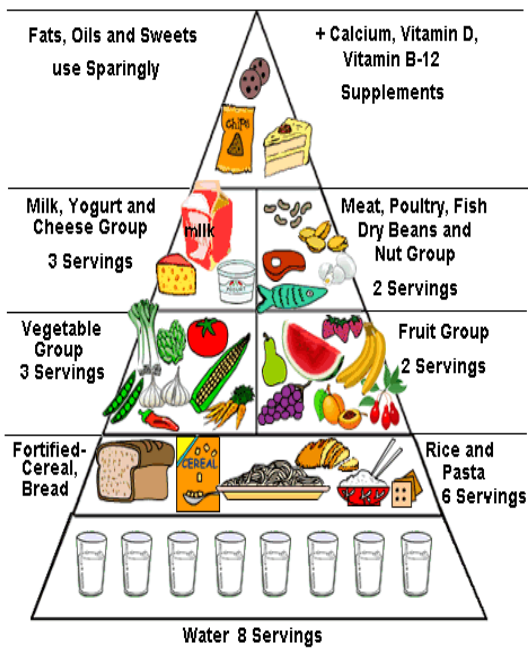 Fats, Oils and Sweets
use Sparingly
+ Calcium, Vitamin D,
Vitamin B-12
Supplements
chips
Milk, Yogurt and
Cheese Group
3 Servings
milk
YOGURT
Meat, Poultry, Fish
Dry Beans and
Nut Group
2 Servings
Vegetable
Group
3 Servings
Fruit Group
2 Servings
Fortified-
Cereal,
Bread
CEREAL
Rice and
Pasta
6 Servings
Water 8 Servings